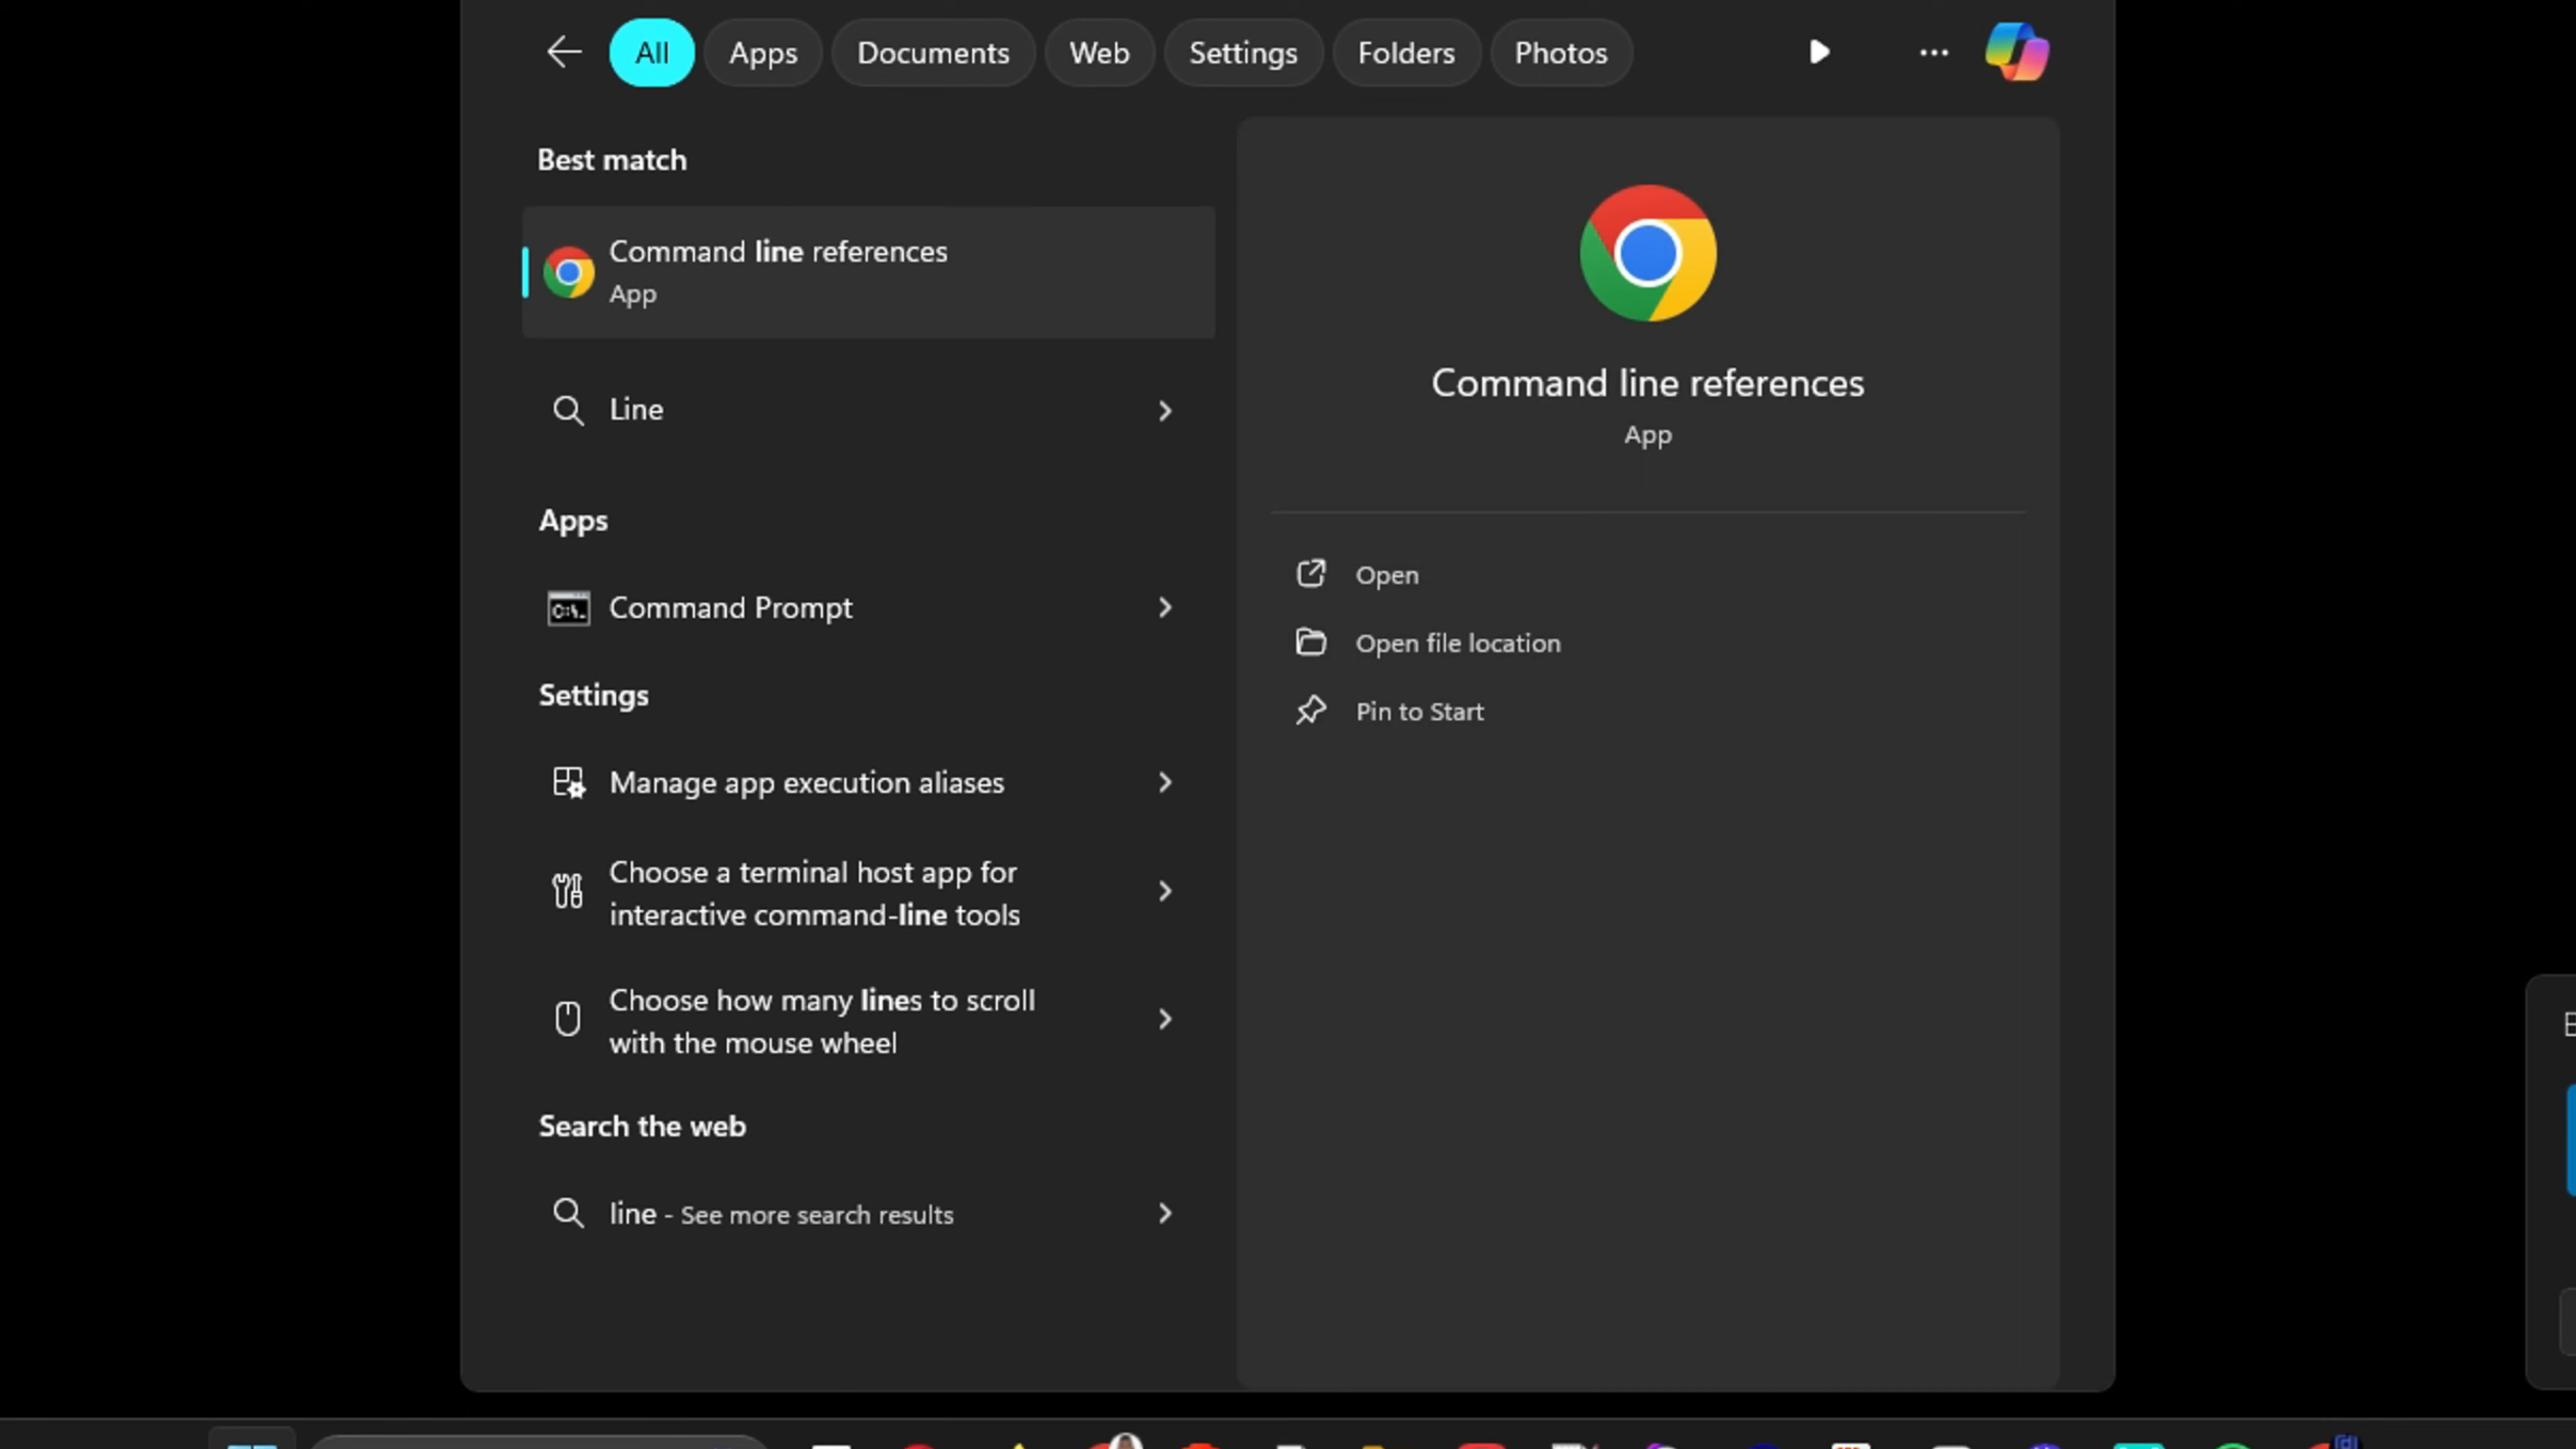 All
Apps
Documents
Web
Settings
Folders
Photos
Best match
Command line references
App
Line
Apps
Command Prompt
Settings
Manage app execution aliases
Choose a terminal host app for
interactive command-line tools
Choose how many lines to scroll
with the mouse wheel
Search the web
line - See more search results
Command line references
App
Open
Open file location
Pin to Start